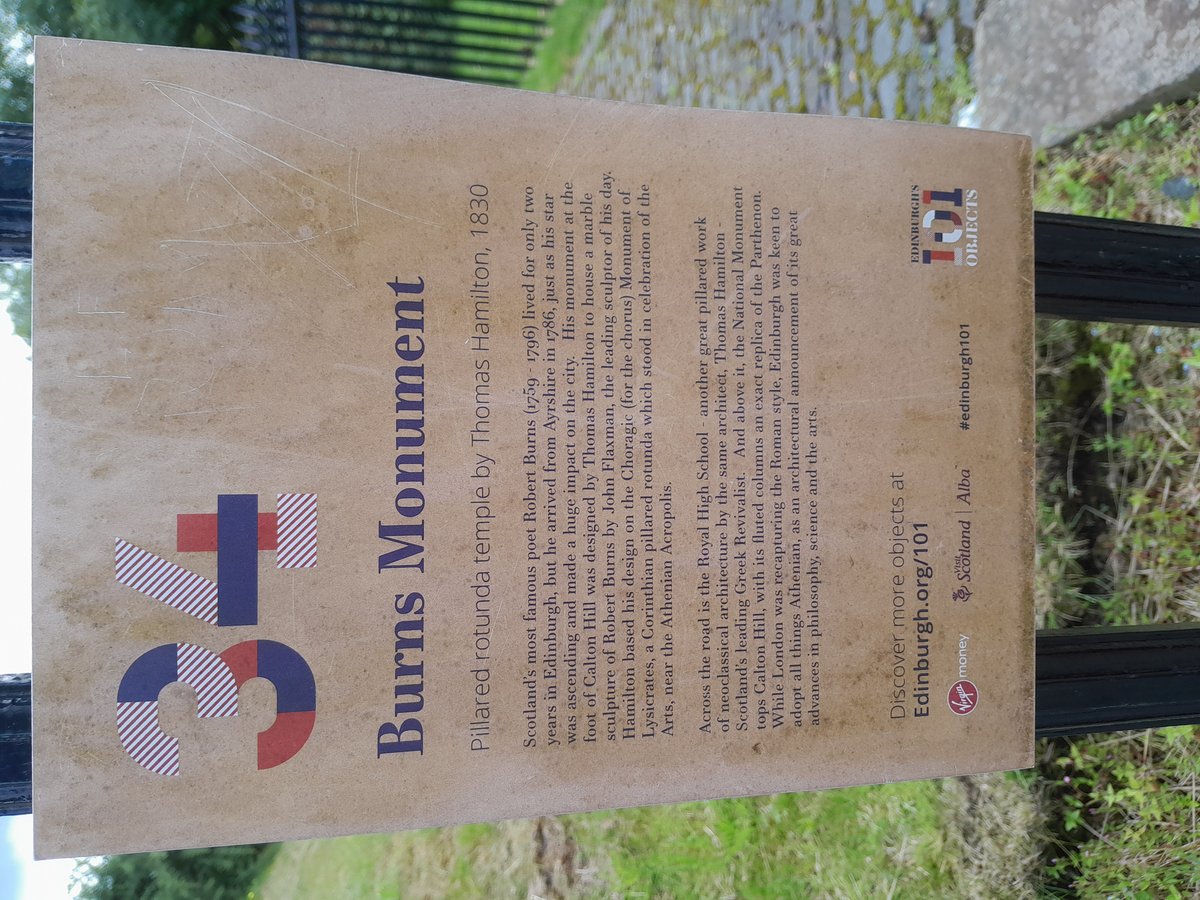 34
Burns Monument
Pillared rotunda temple by Thomas Hamilton, 1830
Scotland's most famous poet Robert Burns (1759 - 1796) lived for only two
years in Edinburgh, but he arrived from Ayrshire in 1786, just as his star
was ascending and made a huge impact on the city. His monument at the
foot of Calton Hill was designed by Thomas Hamilton to house a marble
sculpture of Robert Burns by John Flaxman, the leading sculptor of his day.
Hamilton based his design on the Choragic (for the chorus) Monument of
Lysicrates, a Corinthian pillared rotunda which stood in celebration of the
Arts, near the Athenian Acropolis.
Across the road is the Royal High School - another great pillared work
of neoclassical architecture by the same architect, Thomas Hamilton -
Scotland's leading Greek Revivalist. And above it, the National Monument
tops Calton Hill, with its fluted columns an exact replica of the Parthenon.
While London was recapturing the Roman style, Edinburgh was keen to
adopt all things Athenian, as an architectural announcement of its great
advances in philosophy, science and the arts.
Discover more objects at
Edinburgh.org/101
Virgin money
Visit Scotland | Alba
#edinburgh101
EDINBURGH'S
101
OBJECTS